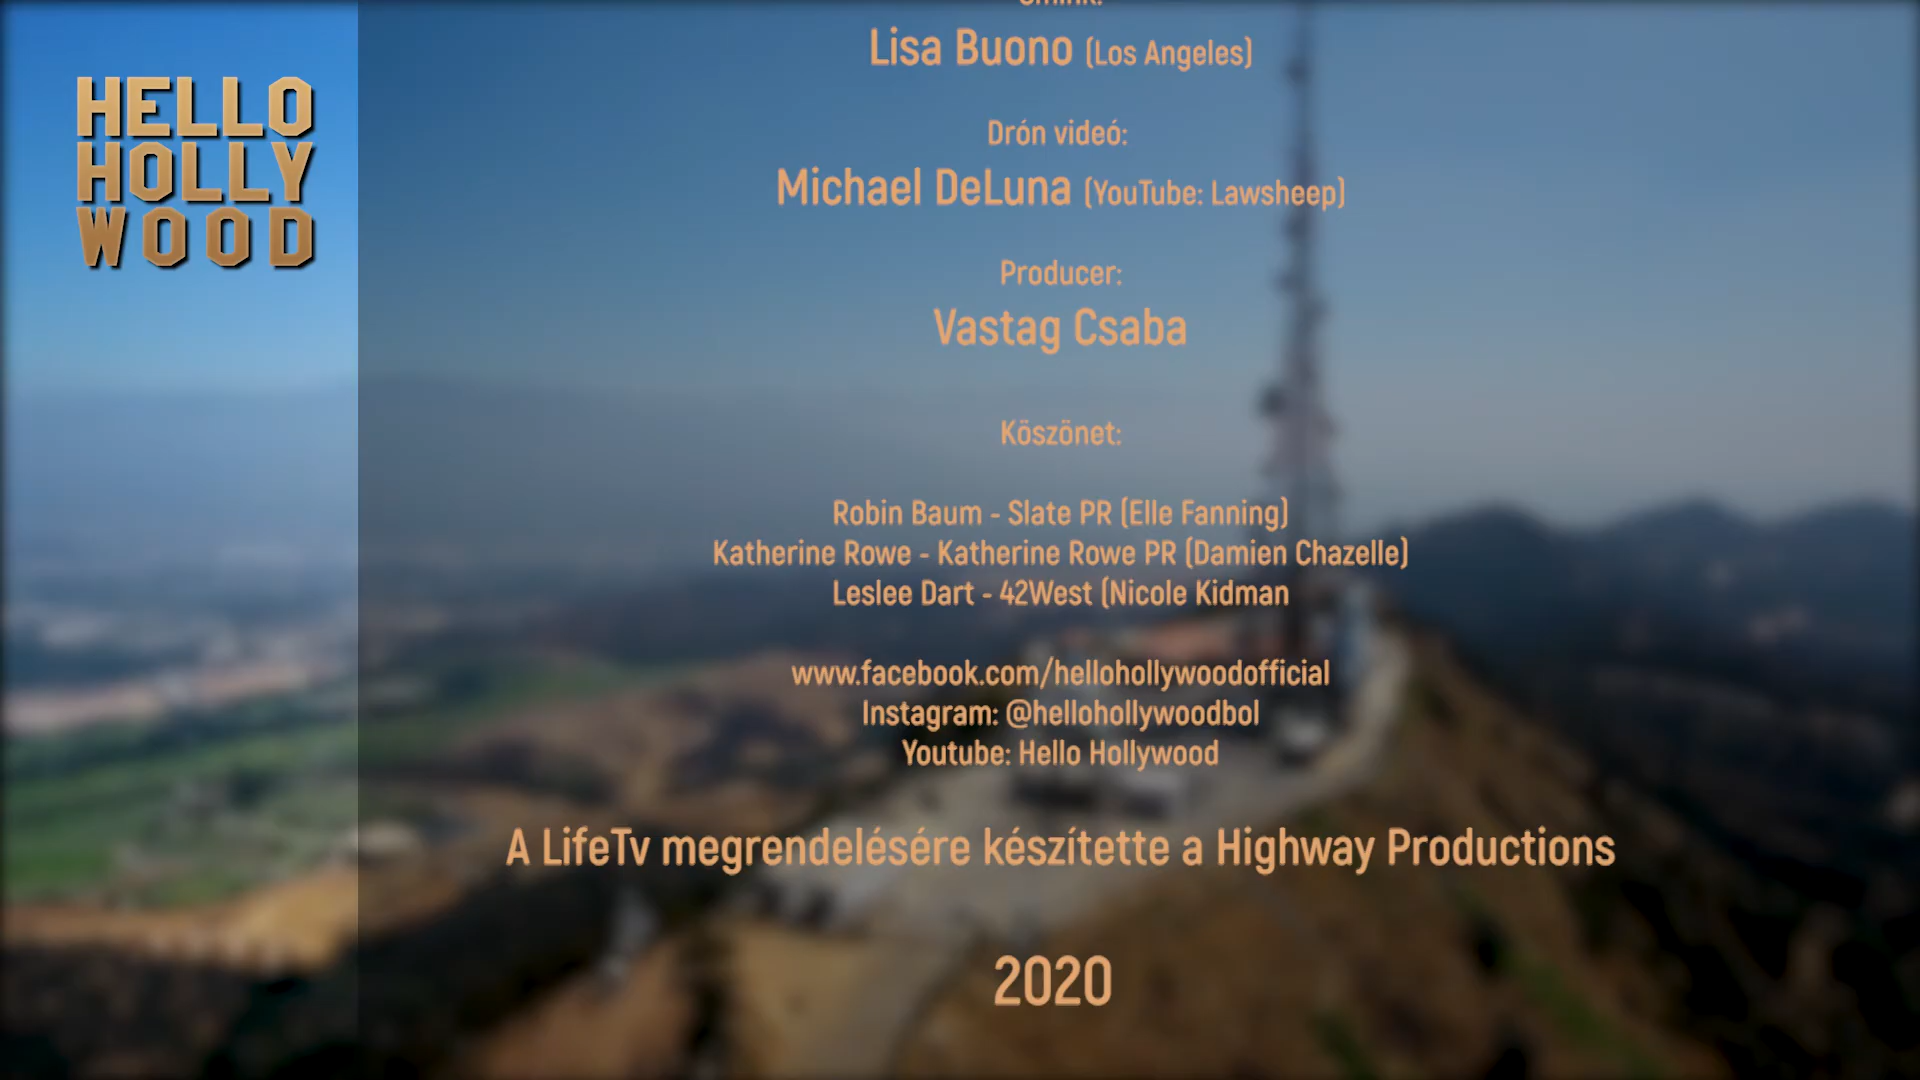 HELLO
HOLLY
WOOD
Lisa Buono (Los Angeles)
Drón videó:
Michael DeLuna (YouTube: Lawsheep)
Producer:
Vastag Csaba
Köszönet:
Robin Baum - Slate PR (Elle Fanning)
Katherine Rowe - Katherine Rowe PR (Damien Chazelle)
Leslee Dart - 42West (Nicole Kidman
www.facebook.com/hellohollywoodofficial
Instagram: @hellohollywoodbol
Youtube: Hello Hollywood
A LifeTv megrendelésére készítette a Highway Productions
2020